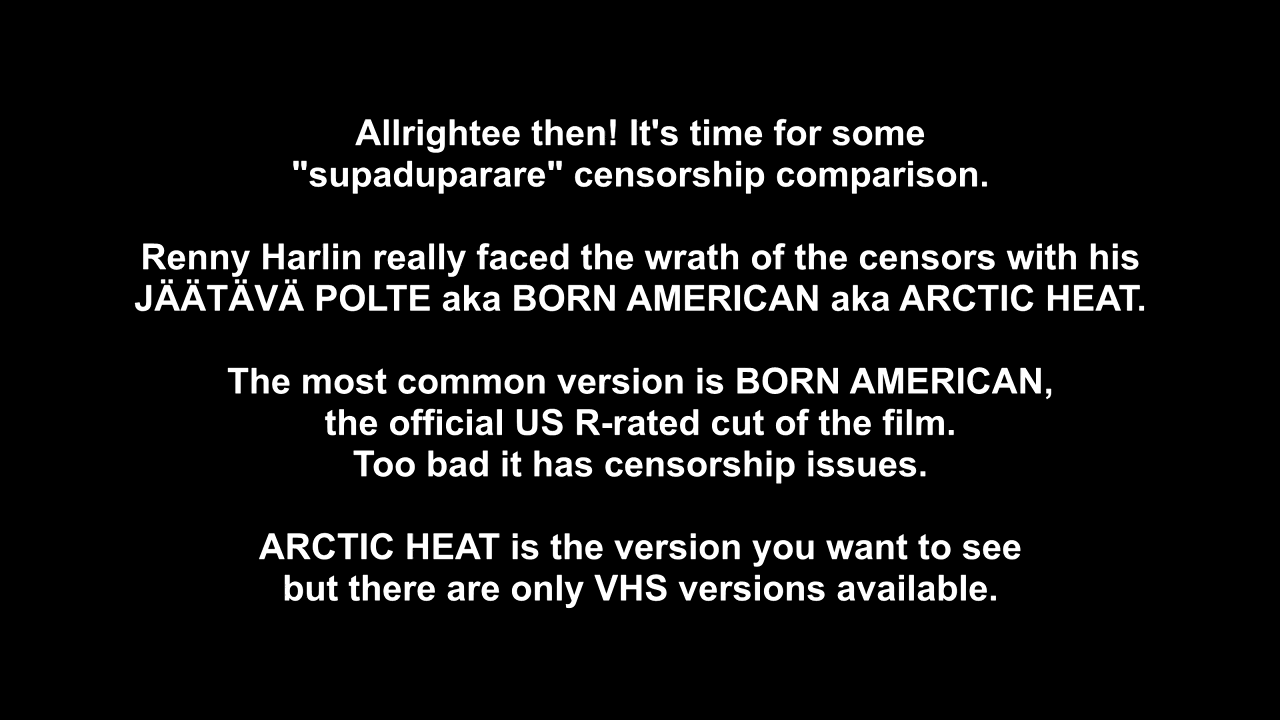 Allrightee then! It's time for some
"supaduparare" censorship comparison.
Renny Harlin really faced the wrath of the censors with his
JÄÄTÄVÄ POLTE aka BORN AMERICAN aka ARCTIC HEAT.
The most common version is BORN AMERICAN,
the official US R-rated cut of the film.
Too bad it has censorship issues.
ARCTIC HEAT is the version you want to see
but there are only VHS versions available.